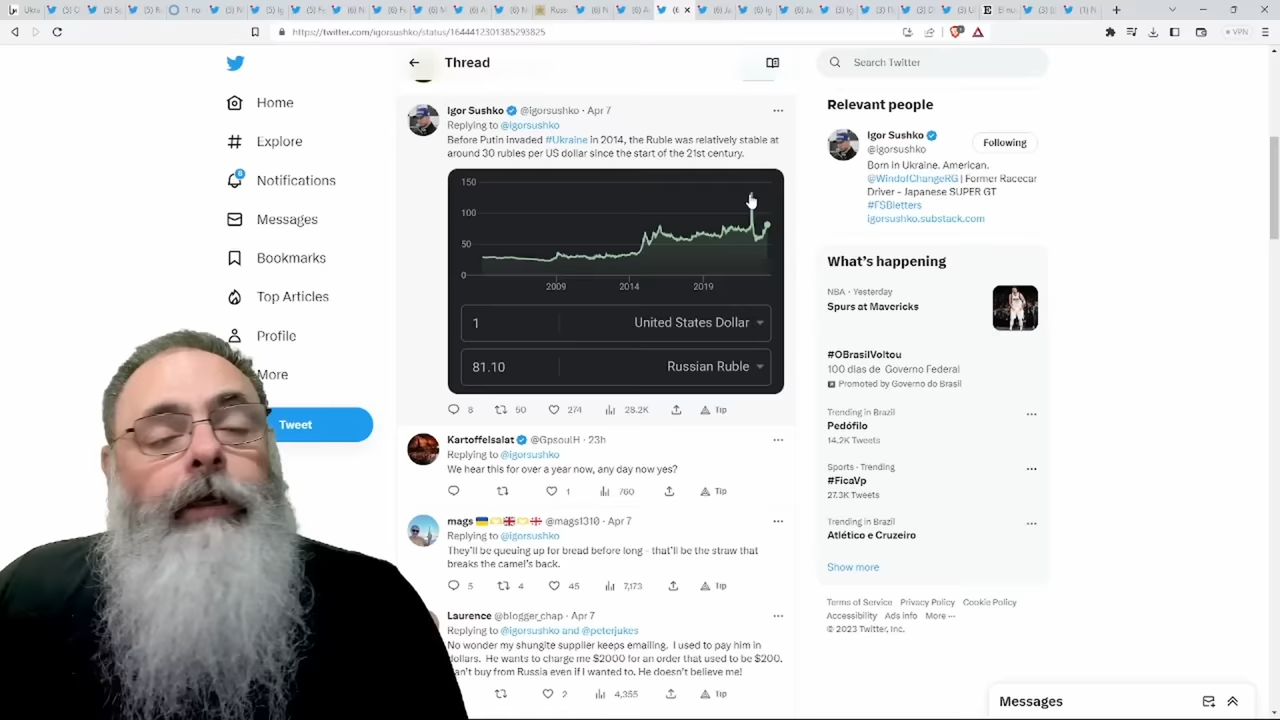 https://twitter.com/igorsushko/status/1644412301385293825
VPN
Home
Explore
6
Notifications
Messages
Bookmarks
Top Articles
Profile
More
Tweet
Thread
Igor Sushko @igorsushko · Apr 7
Replying to @igorsushko
Before Putin invaded #Ukraine in 2014, the Ruble was relatively stable at
around 30 rubles per US dollar since the start of the 21st century.
150
100
50
0
2009 2014 2019
1 United States Dollar
81.10 Russian Ruble
8 50 274 28.2K Tip
Kartoffelsalat @GpsoulH · 23h
Replying to @igorsushko
We hear this for over a year now, any day now yes?
1 760 Tip
mags @mags1310 · Apr 7
Replying to @igorsushko
They'll be queuing up for bread before long - that'll be the straw that
breaks the camel's back.
5 4 45 7,173 Tip
Laurence @blogger_chap · Apr 7
Replying to @igorsushko and @peterjukes
No wonder my shungite supplier keeps emailing. I used to pay him in
dollars. He wants to charge me $2000 for an order that used to be $200.
an't buy from Russia even if I wanted to. He doesn't believe me!
2 4,355 Tip
Search Twitter
Relevant people
Igor Sushko
@igorsushko
Following
Born in Ukraine. American.
@WindofChangeRG | Former Racecar
Driver - Japanese SUPER GT
#FSBletters
igorsushko.substack.com
What's happening
NBA · Yesterday
Spurs at Mavericks
#OBrasilVoltou
100 dias de Governo Federal
Promoted by Governo do Brasil
Trending in Brazil
Pedófilo
14.2K Tweets
Sports · Trending
#FicaVp
27.3K Tweets
Trending in Brazil
Atlético e Cruzeiro
Show more
Terms of Service Privacy Policy Cookie Policy
Accessibility Ads info More ···
© 2023 Twitter, Inc.
Messages